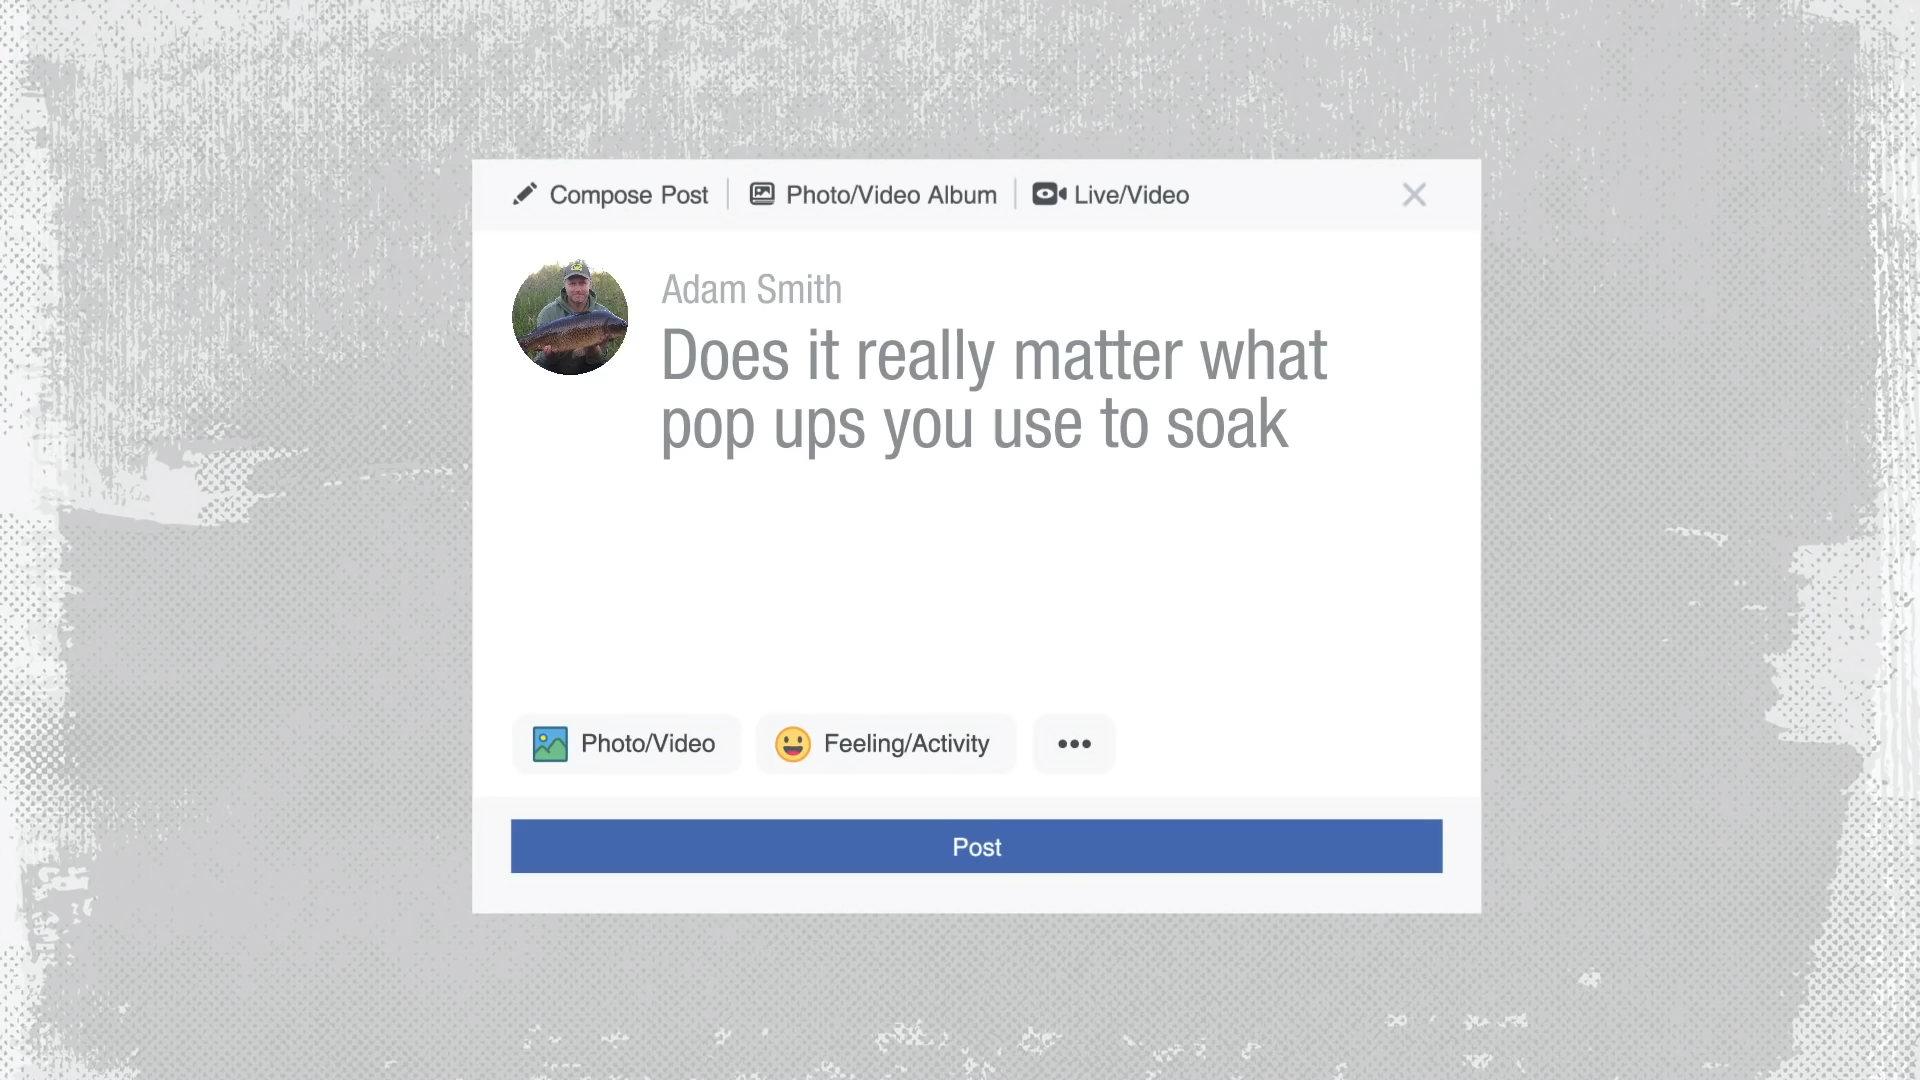 Compose Post
Photo/Video Album
Live/Video
Adam Smith
Does it really matter what
pop ups you use to soak
Photo/Video
Feeling/Activity
Post